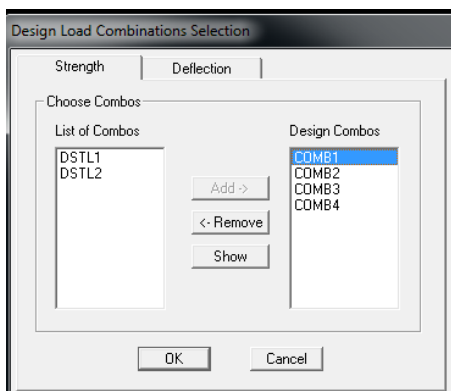 Design Load Combinations Selection
Strength
Deflection
Choose Combos
List of Combos
DSTL1
DSTL2
Add ->
<- Remove
Show
Design Combos
COMB1
COMB2
COMB3
COMB4
OK
Cancel